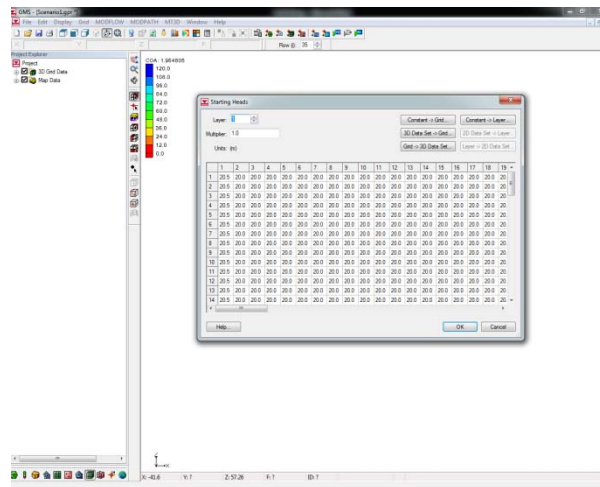 GMS - [Scenario1.gpr]
File Edit Display Grid MODFLOW MODPATH MT3D Window Help
X: Y: Z: F:
Row (i): 35
Project Explorer
Project
3D Grid Data
Map Data
120.0
108.0
96.0
84.0
72.0
60.0
48.0
36.0
24.0
12.0
0.0
Starting Heads
Layer: 1
Constant -> Grid... Constant -> Layer...
Multiplier: 1.0
3D Data Set -> Grid... 2D Data Set -> Layer
Units: (m)
Grid -> 3D Data Set... Layer -> 2D Data Set
1 2 3 4 5 6 7 8 9 10 11 12 13 14 15 16 17 18 19
1 20.5 20.0 20.0 20.0 20.0 20.0 20.0 20.0 20.0 20.0 20.0 20.0 20.0 20.0 20.0 20.0 20.0 20.0 20.
2 20.5 20.0 20.0 20.0 20.0 20.0 20.0 20.0 20.0 20.0 20.0 20.0 20.0 20.0 20.0 20.0 20.0 20.0 20.
3 20.5 20.0 20.0 20.0 20.0 20.0 20.0 20.0 20.0 20.0 20.0 20.0 20.0 20.0 20.0 20.0 20.0 20.0 20.
4 20.5 20.0 20.0 20.0 20.0 20.0 20.0 20.0 20.0 20.0 20.0 20.0 20.0 20.0 20.0 20.0 20.0 20.0 20.
5 20.5 20.0 20.0 20.0 20.0 20.0 20.0 20.0 20.0 20.0 20.0 20.0 20.0 20.0 20.0 20.0 20.0 20.0 20.
6 20.5 20.0 20.0 20.0 20.0 20.0 20.0 20.0 20.0 20.0 20.0 20.0 20.0 20.0 20.0 20.0 20.0 20.0 20.
7 20.5 20.0 20.0 20.0 20.0 20.0 20.0 20.0 20.0 20.0 20.0 20.0 20.0 20.0 20.0 20.0 20.0 20.0 20.
8 20.5 20.0 20.0 20.0 20.0 20.0 20.0 20.0 20.0 20.0 20.0 20.0 20.0 20.0 20.0 20.0 20.0 20.0 20.
9 20.5 20.0 20.0 20.0 20.0 20.0 20.0 20.0 20.0 20.0 20.0 20.0 20.0 20.0 20.0 20.0 20.0 20.0 20.
10 20.5 20.0 20.0 20.0 20.0 20.0 20.0 20.0 20.0 20.0 20.0 20.0 20.0 20.0 20.0 20.0 20.0 20.0 20.
11 20.5 20.0 20.0 20.0 20.0 20.0 20.0 20.0 20.0 20.0 20.0 20.0 20.0 20.0 20.0 20.0 20.0 20.0 20.
12 20.5 20.0 20.0 20.0 20.0 20.0 20.0 20.0 20.0 20.0 20.0 20.0 20.0 20.0 20.0 20.0 20.0 20.0 20.
13 20.5 20.0 20.0 20.0 20.0 20.0 20.0 20.0 20.0 20.0 20.0 20.0 20.0 20.0 20.0 20.0 20.0 20.0 20.
14 20.5 20.0 20.0 20.0 20.0 20.0 20.0 20.0 20.0 20.0 20.0 20.0 20.0 20.0 20.0 20.0 20.0 20.0 20.
Help... OK Cancel
X: -41.6 Y: ? Z: 57.26 F: ? ID: ?